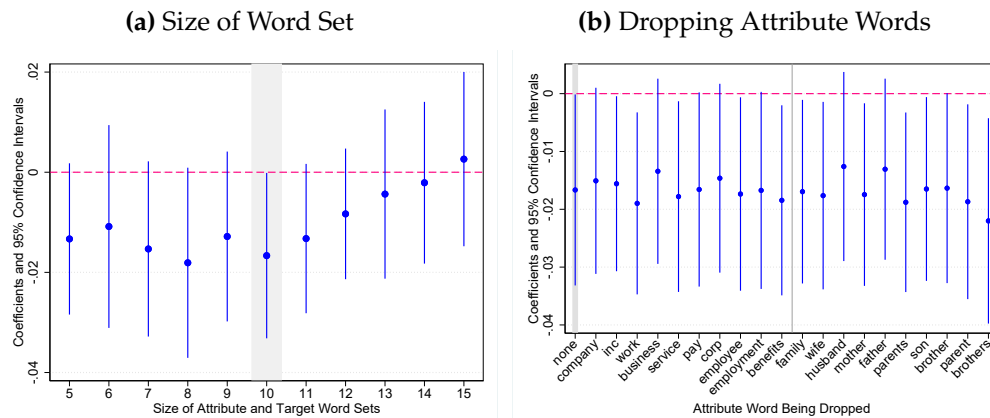 (a) Size of Word Set
Coefficients and 95% Confidence Intervals
.02
0
-.02
-.04
5 6 7 8 9 10 11 12 13 14 15
Size of Attribute and Target Word Sets
(b) Dropping Attribute Words
Coefficients and 95% Confidence Intervals
0
-.01
-.02
-.03
-.04
none company inc work business service pay corp employee employment benefits family wife husband mother father parents son brother parent brothers
Attribute Word Being Dropped